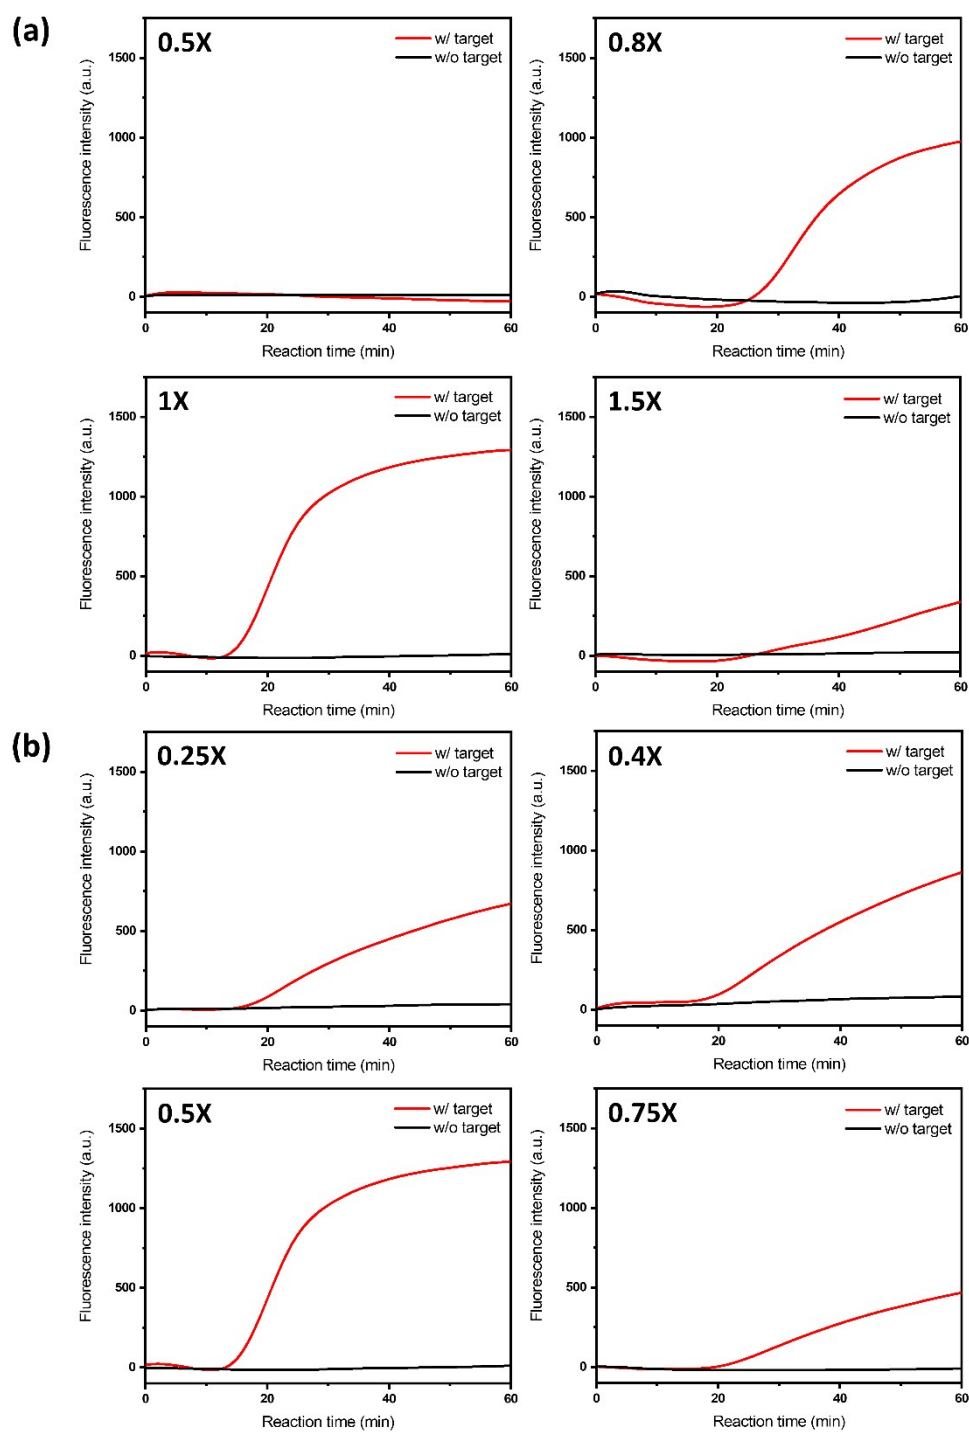 (a)
0.5X
w/ target
w/o target
Fluorescence intensity (a.u.)
1500
1000
500
0
0 20 40 60
Reaction time (min)
0.8X
w/ target
w/o target
Fluorescence intensity (a.u.)
1500
1000
500
0
0 20 40 60
Reaction time (min)
1X
w/ target
w/o target
Fluorescence intensity (a.u.)
1500
1000
500
0
0 20 40 60
Reaction time (min)
1.5X
w/ target
w/o target
Fluorescence intensity (a.u.)
1500
1000
500
0
0 20 40 60
Reaction time (min)
(b)
0.25X
w/ target
w/o target
Fluorescence intensity (a.u.)
1500
1000
500
0
0 20 40 60
Reaction time (min)
0.4X
w/ target
w/o target
Fluorescence intensity (a.u.)
1500
1000
500
0
0 20 40 60
Reaction time (min)
0.5X
w/ target
w/o target
Fluorescence intensity (a.u.)
1500
1000
500
0
0 20 40 60
Reaction time (min)
0.75X
w/ target
w/o target
Fluorescence intensity (a.u.)
1500
1000
500
0
0 20 40 60
Reaction time (min)